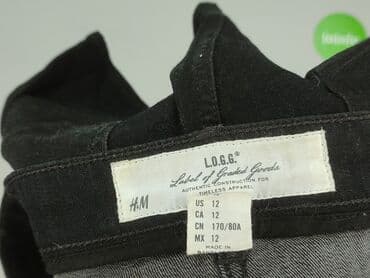 L.O.G.G.®
Label of Graded Goods
AUTHENTIC CONSTRUCTION FOR
TIMELESS APPAREL
H&M
US 12
CA 12
CN 170/80A
MX 12
MADE IN